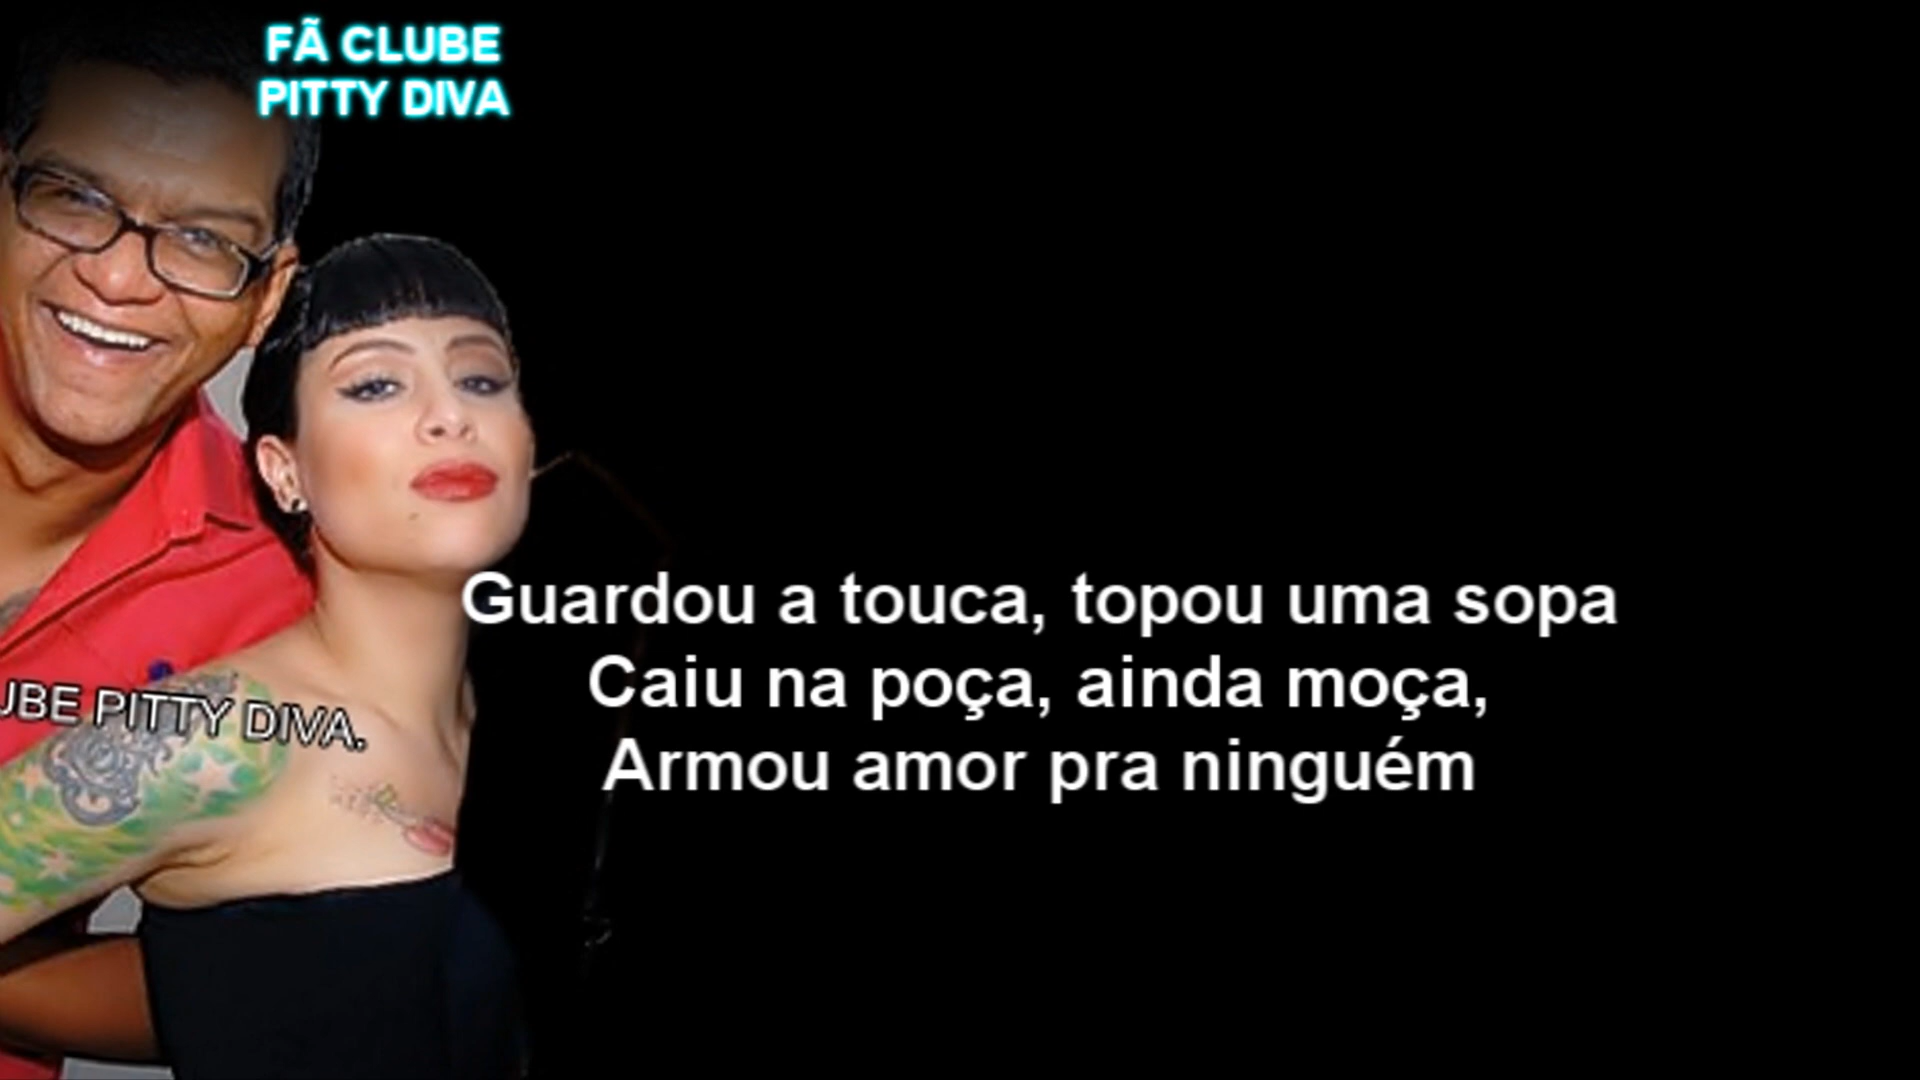 FÃ CLUBE
PITTY DIVA
Guardou a touca, topou uma sopa
Caiu na poça, ainda moça,
Armou amor pra ninguém
PITTY DIVA.